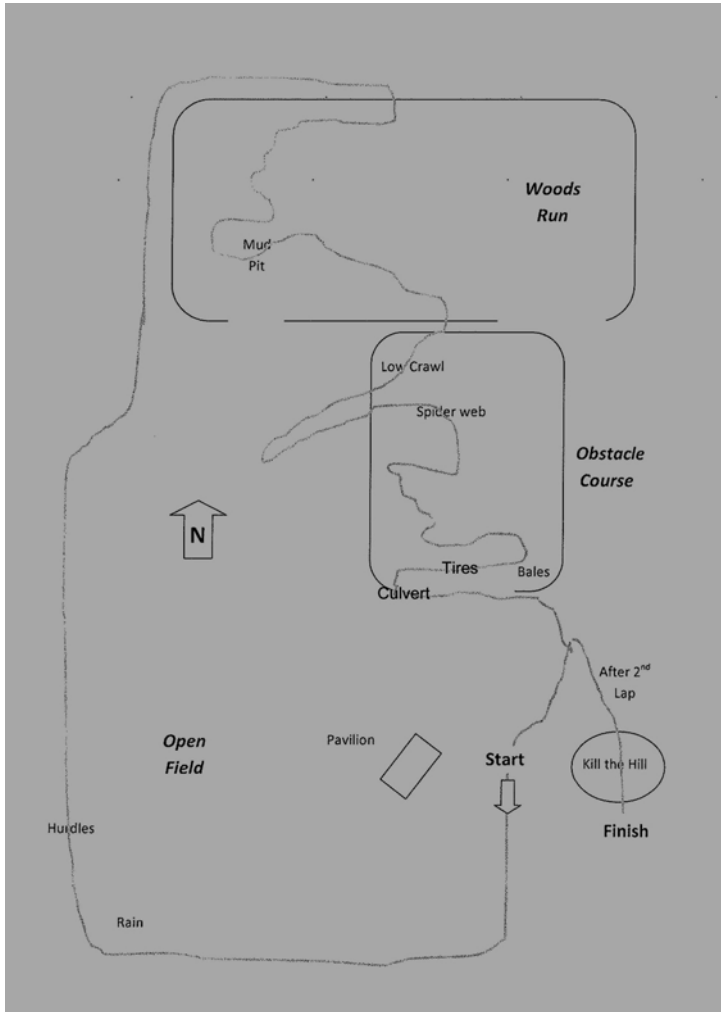 Woods
Run
Mud
Pit
Low Crawl
Spider web
Obstacle
Course
N
Tires
Bales
Culvert
After 2nd
Lap
Open
Field
Pavilion
Start
Kill the Hill
Hurdles
Finish
Rain